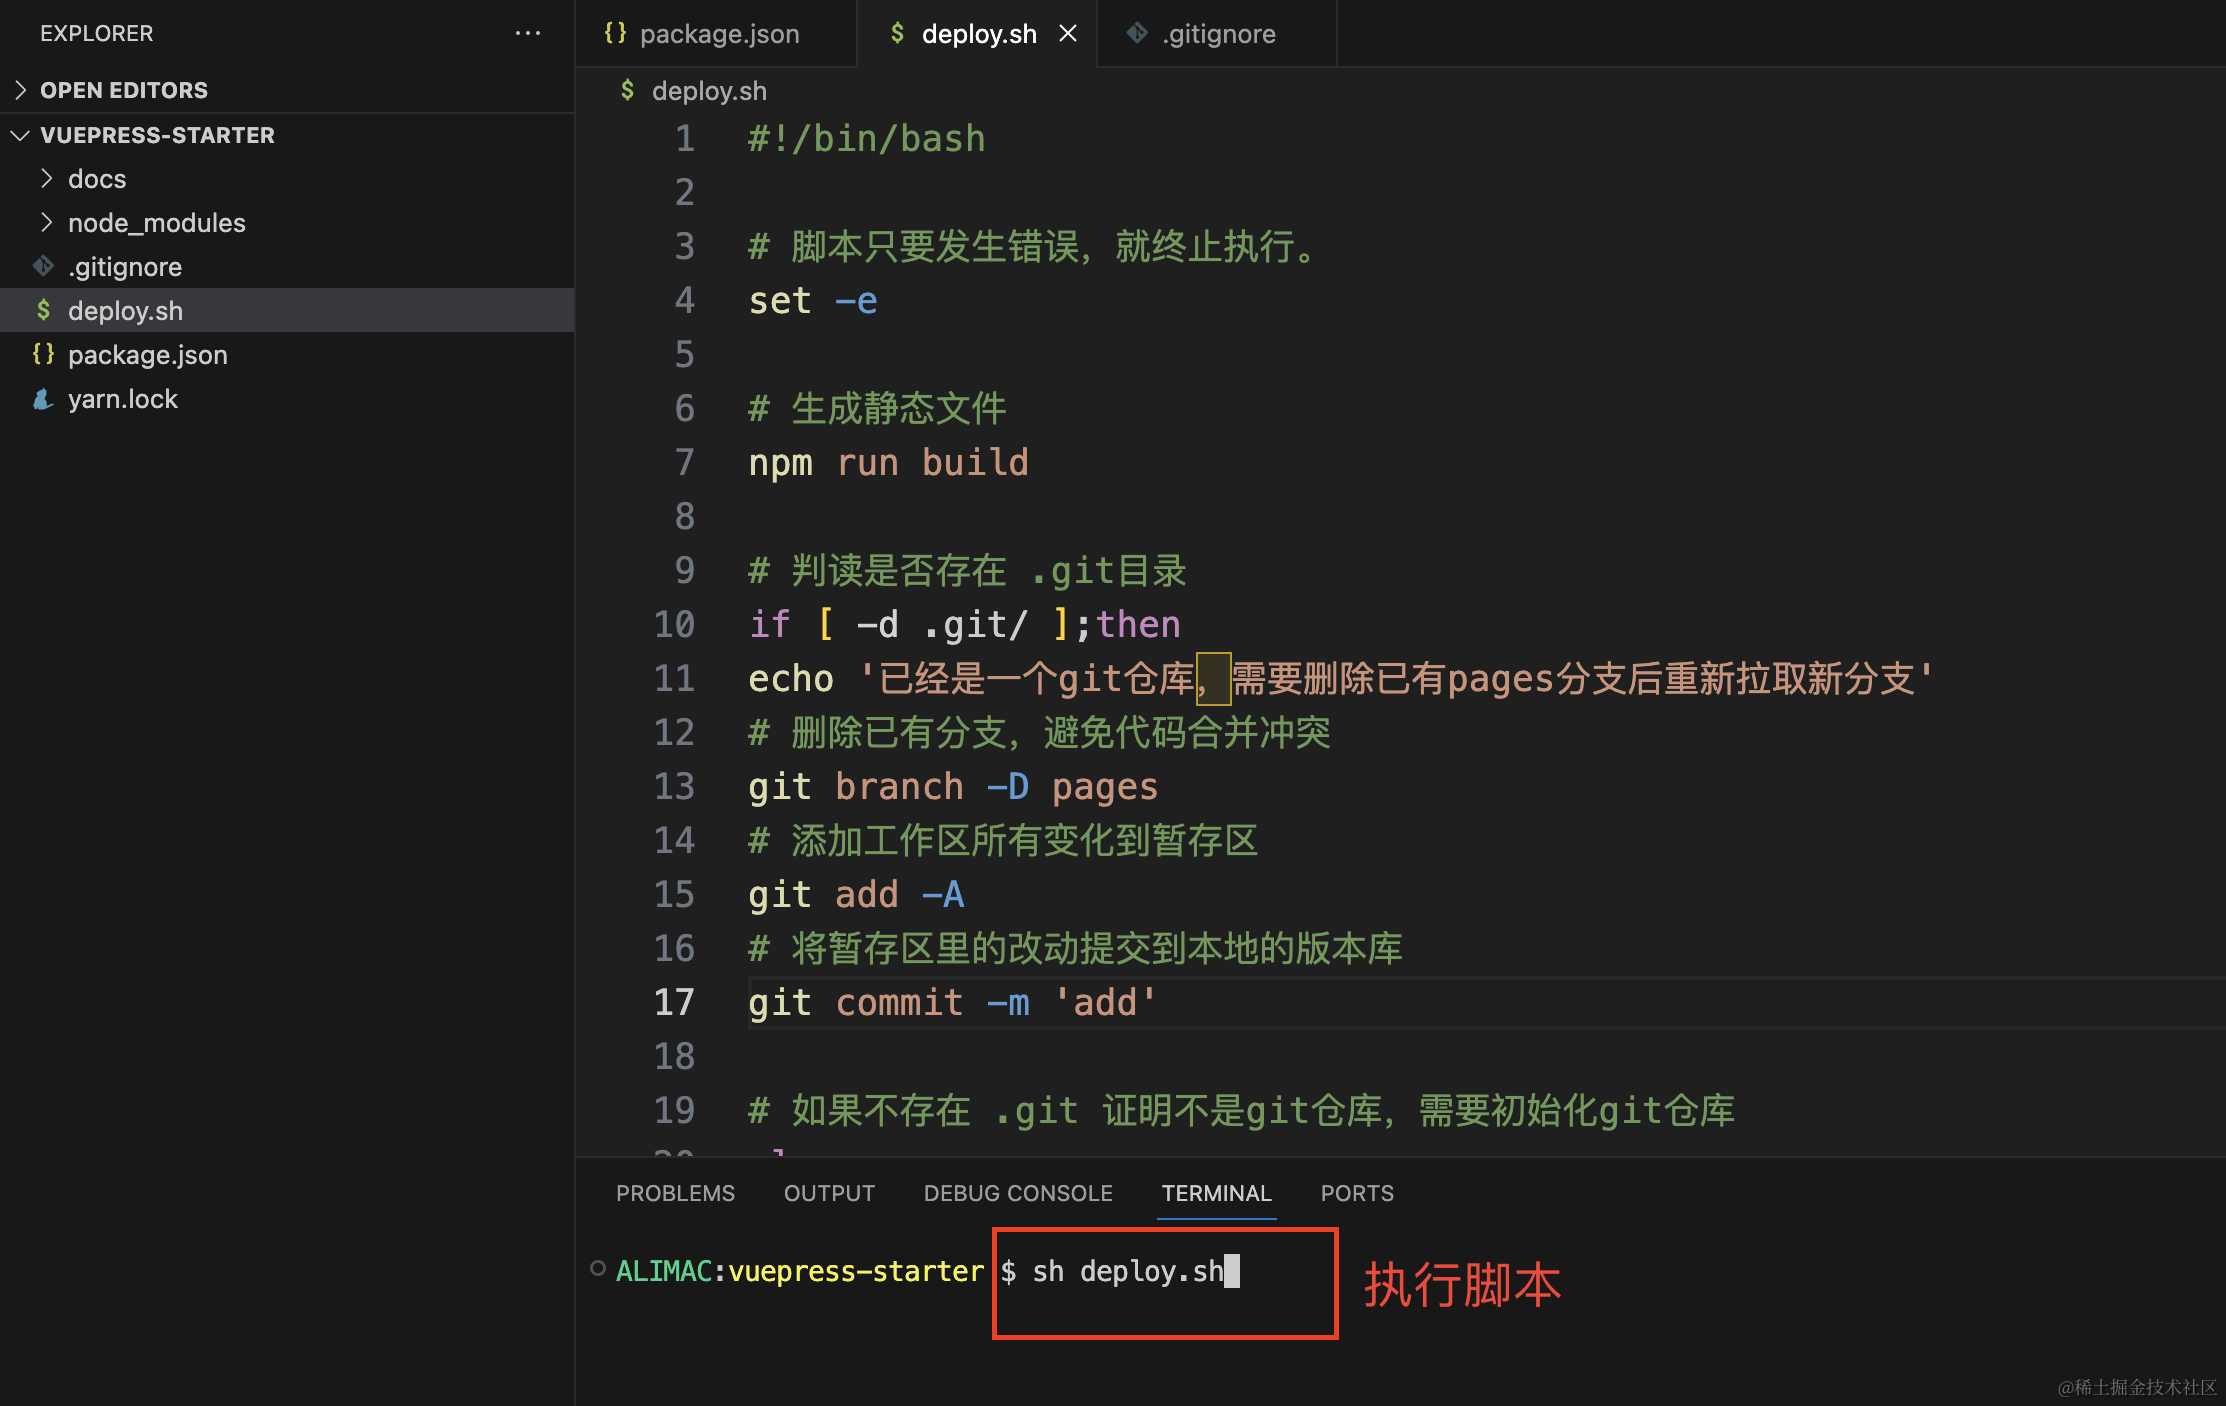 EXPLORER
OPEN EDITORS
VUEPRESS-STARTER
docs
node_modules
.gitignore
deploy.sh
package.json
yarn.lock
package.json
deploy.sh
.gitignore
$ deploy.sh
1 #!/bin/bash
2
3 # 脚本只要发生错误，就终止执行。
4 set -e
5
6 # 生成静态文件
7 npm run build
8
9 # 判读是否存在 .git目录
10 if [ -d .git/ ];then
11 echo '已经是一个git仓库，需要删除已有pages分支后重新拉取新分支'
12 # 删除已有分支，避免代码合并冲突
13 git branch -D pages
14 # 添加工作区所有变化到暂存区
15 git add -A
16 # 将暂存区里的改动提交到本地的版本库
17 git commit -m 'add'
18
19 # 如果不存在 .git 证明不是git仓库，需要初始化git仓库
PROBLEMS OUTPUT DEBUG CONSOLE TERMINAL PORTS
ALIMAC:vuepress-starter $ sh deploy.sh
执行脚本
@稀土掘金技术社区